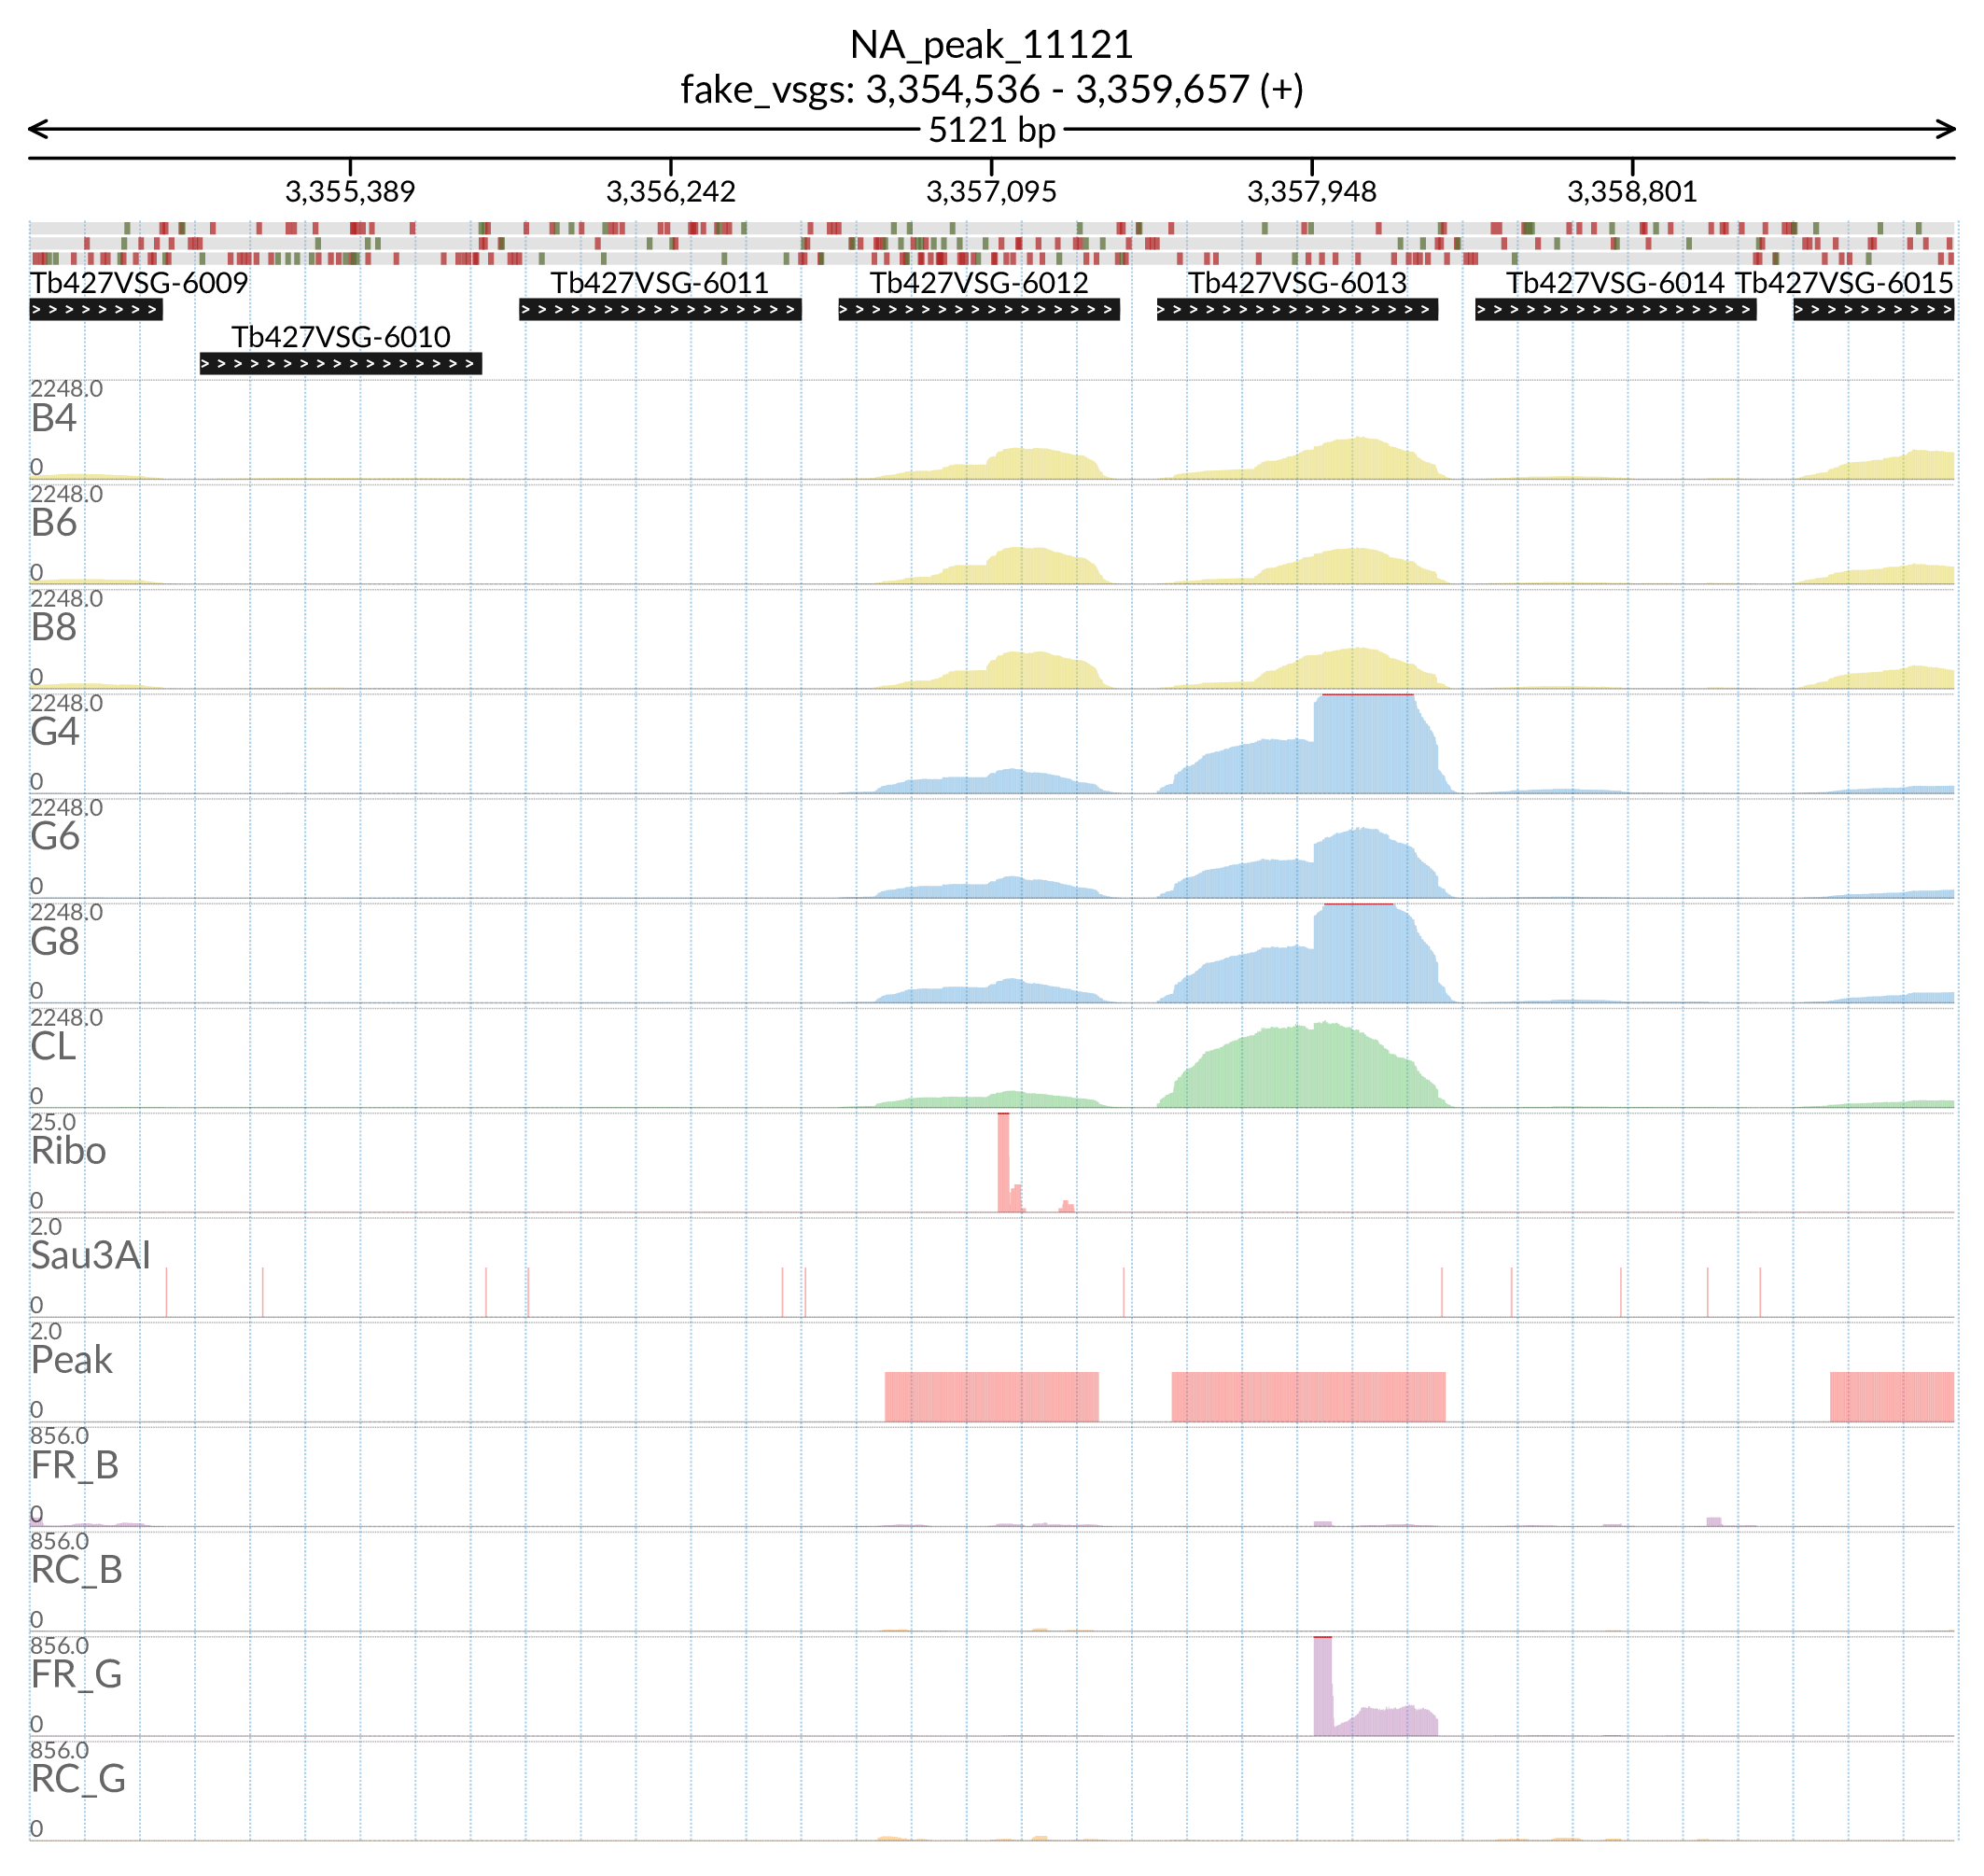 NA_peak_11121
fake_vsgs: 3,354,536 - 3,359,657 (+)
5121 bp
3,355,389 3,356,242 3,357,095 3,357,948 3,358,801
Tb427VSG-6009 Tb427VSG-6011 Tb427VSG-6012 Tb427VSG-6013 Tb427VSG-6014 Tb427VSG-6015
Tb427VSG-6010
2248.0
B4
0
2248.0
B6
0
2248.0
B8
0
2248.0
G4
0
2248.0
G6
0
2248.0
G8
0
2248.0
CL
0
25.0
Ribo
0
2.0
Sau3AI
0
2.0
Peak
0
856.0
FR_B
0
856.0
RC_B
0
856.0
FR_G
0
856.0
RC_G
0